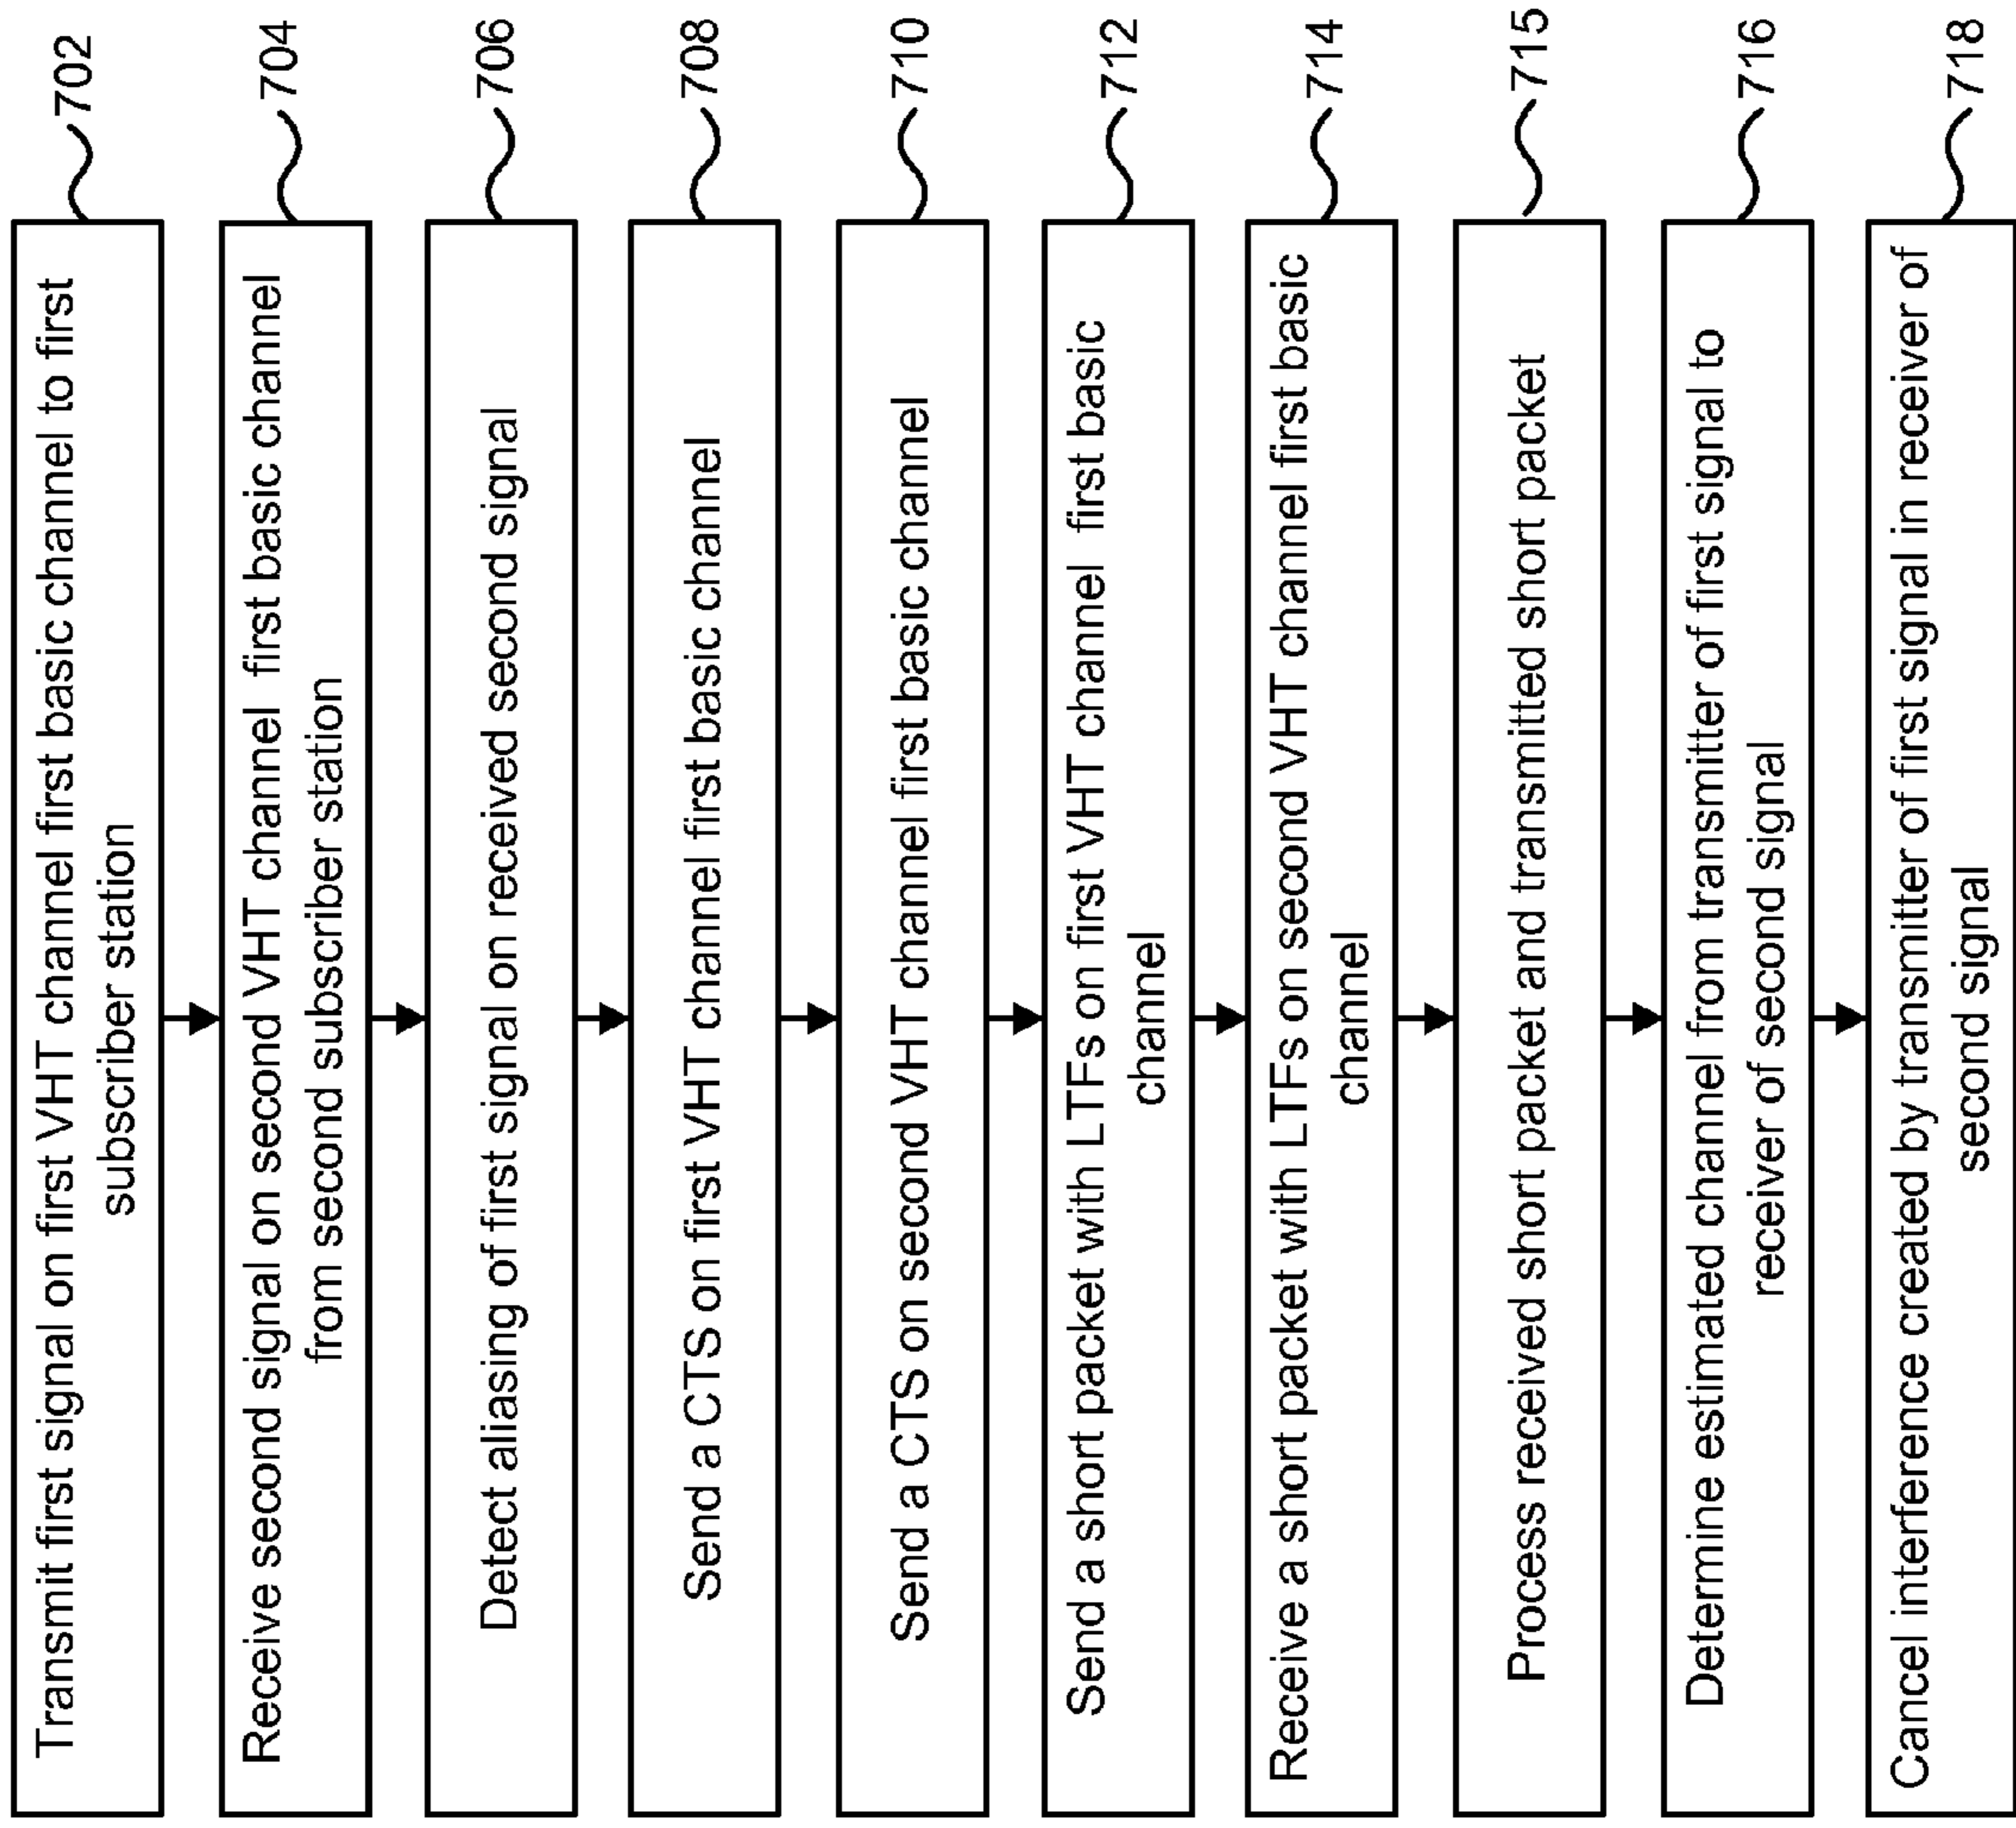 Transmit first signal on first VHT channel first basic channel to first
subscriber station
702
Receive second signal on second VHT channel first basic channel
from second subscriber station
704
Detect aliasing of first signal on received second signal
706
Send a CTS on first VHT channel first basic channel
708
Send a CTS on second VHT channel first basic channel
710
Send a short packet with LTFs on first VHT channel first basic
channel
712
Receive a short packet with LTFs on second VHT channel first basic
channel
714
Process received short packet and transmitted short packet
715
Determine estimated channel from transmitter of first signal to
receiver of second signal
716
Cancel interference created by transmitter of first signal in receiver of
second signal
718